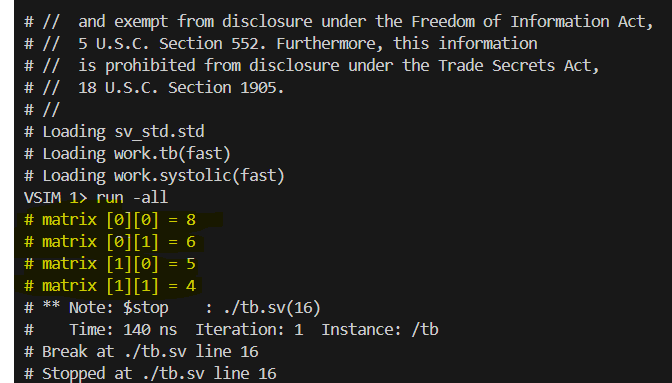 # //  and exempt from disclosure under the Freedom of Information Act,
# //  5 U.S.C. Section 552. Furthermore, this information
# //  is prohibited from disclosure under the Trade Secrets Act,
# //  18 U.S.C. Section 1905.
# //
# Loading sv_std.std
# Loading work.tb(fast)
# Loading work.systolic(fast)
VSIM 1> run -all
# matrix [0][0] = 8
# matrix [0][1] = 6
# matrix [1][0] = 5
# matrix [1][1] = 4
# ** Note: $stop    : ./tb.sv(16)
#    Time: 140 ns  Iteration: 1  Instance: /tb
# Break at ./tb.sv line 16
# Stopped at ./tb.sv line 16